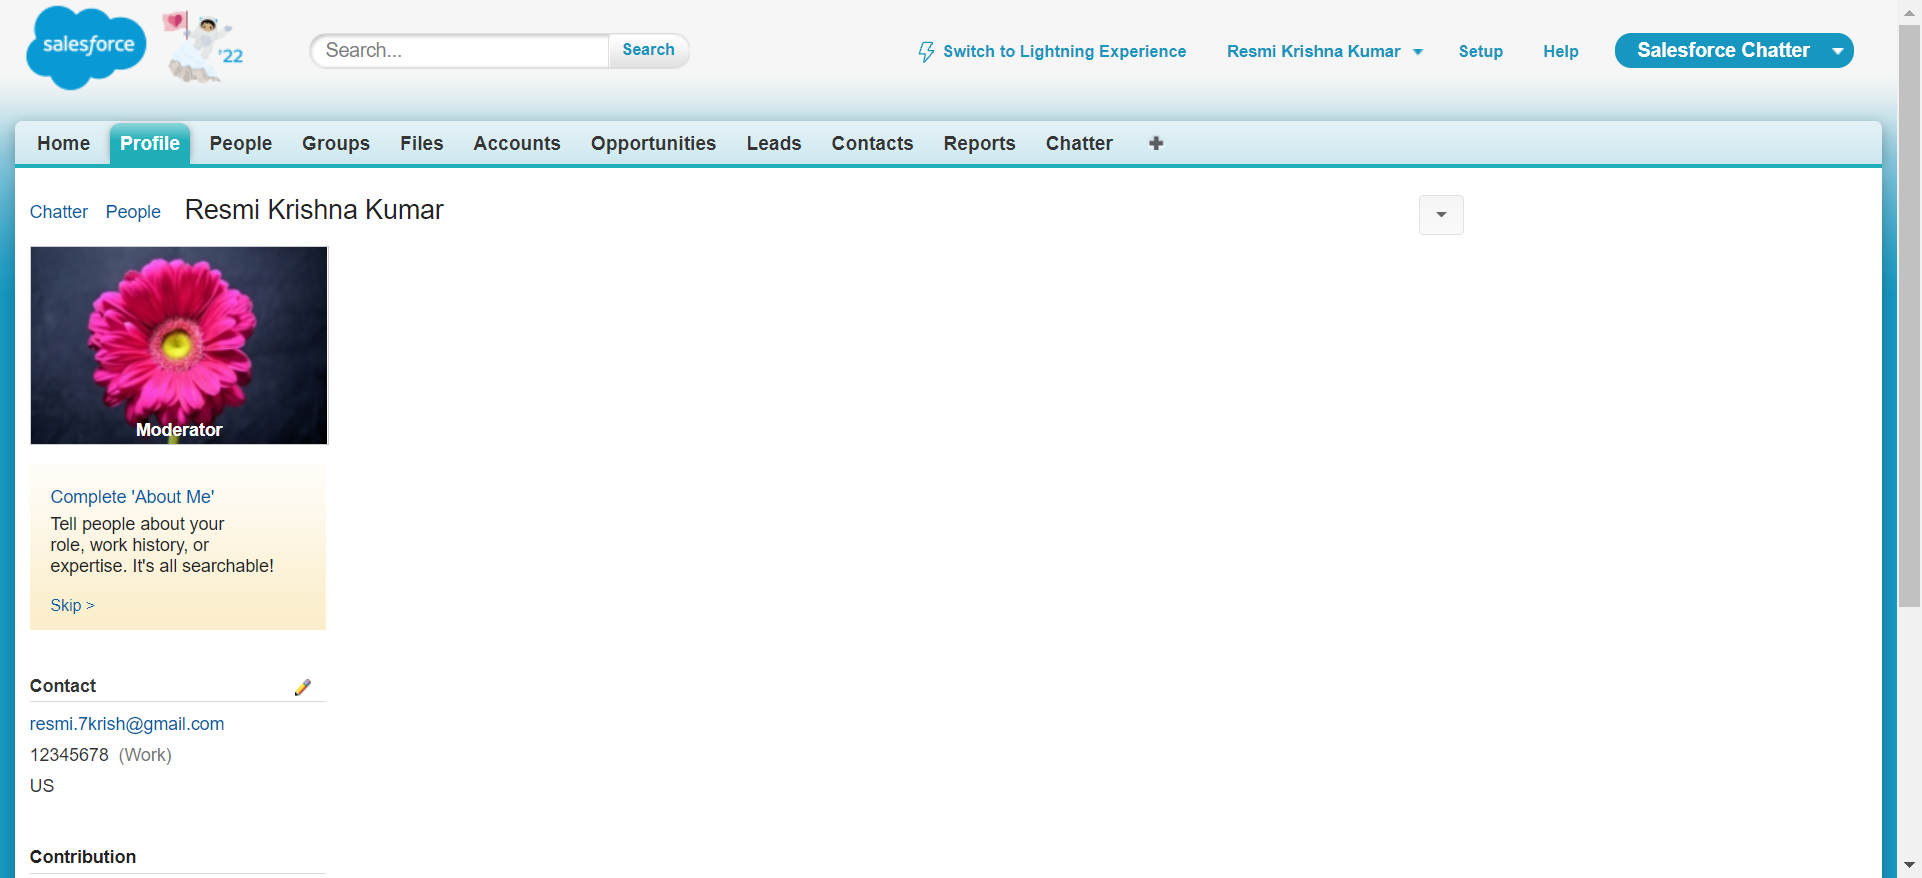 salesforce
'22
Search...
Search
Switch to Lightning Experience
Resmi Krishna Kumar
Setup
Help
Salesforce Chatter
Home Profile People Groups Files Accounts Opportunities Leads Contacts Reports Chatter
Chatter People Resmi Krishna Kumar
Moderator
Complete 'About Me'
Tell people about your
role, work history, or
expertise. It's all searchable!
Skip >
Contact
resmi.7krish@gmail.com
12345678 (Work)
US
Contribution